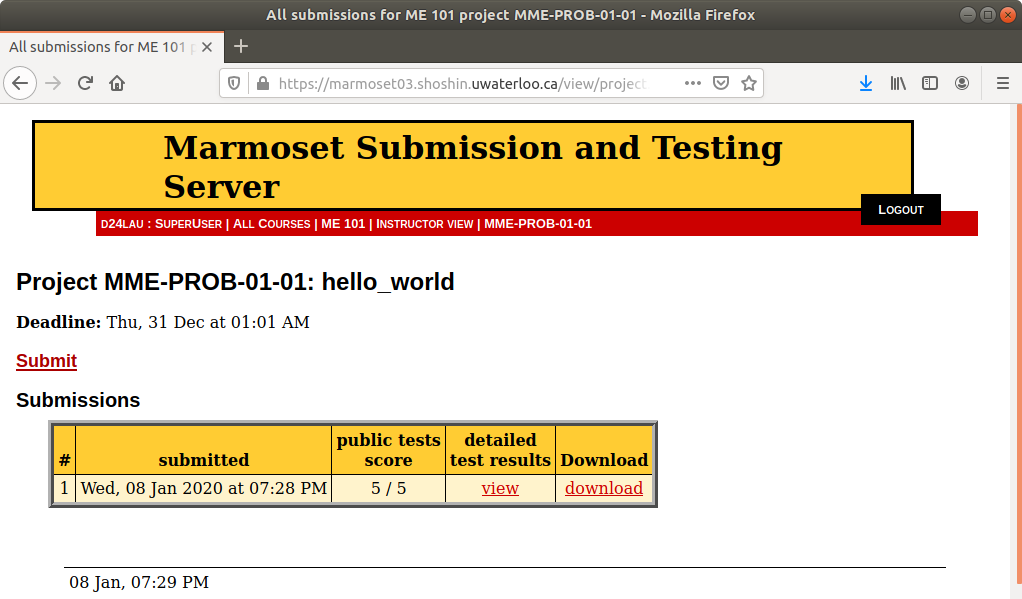 All submissions for ME 101 project MME-PROB-01-01 - Mozilla Firefox
All submissions for ME 101 p
https://marmoset03.shoshin.uwaterloo.ca/view/project
Marmoset Submission and Testing
Server
LOGOUT
D24LAU : SUPERUSER | ALL COURSES | ME 101 | INSTRUCTOR VIEW | MME-PROB-01-01
Project MME-PROB-01-01: hello_world
Deadline: Thu, 31 Dec at 01:01 AM
Submit
Submissions
# submitted public tests score detailed test results Download
1 Wed, 08 Jan 2020 at 07:28 PM 5 / 5 view download
08 Jan, 07:29 PM